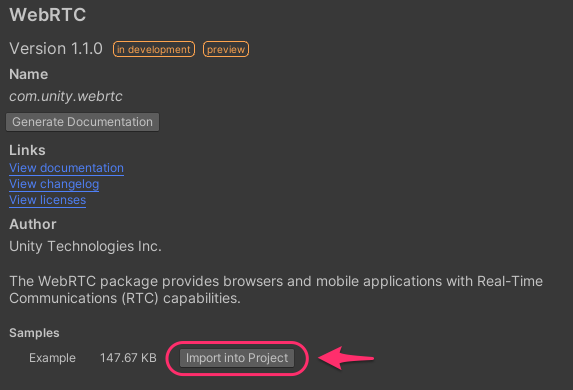 WebRTC
Version 1.1.0 in development preview
Name
com.unity.webrtc
Generate Documentation
Links
View documentation
View changelog
View licenses
Author
Unity Technologies Inc.
The WebRTC package provides browsers and mobile applications with Real-Time
Communications (RTC) capabilities.
Samples
Example 147.67 KB Import into Project